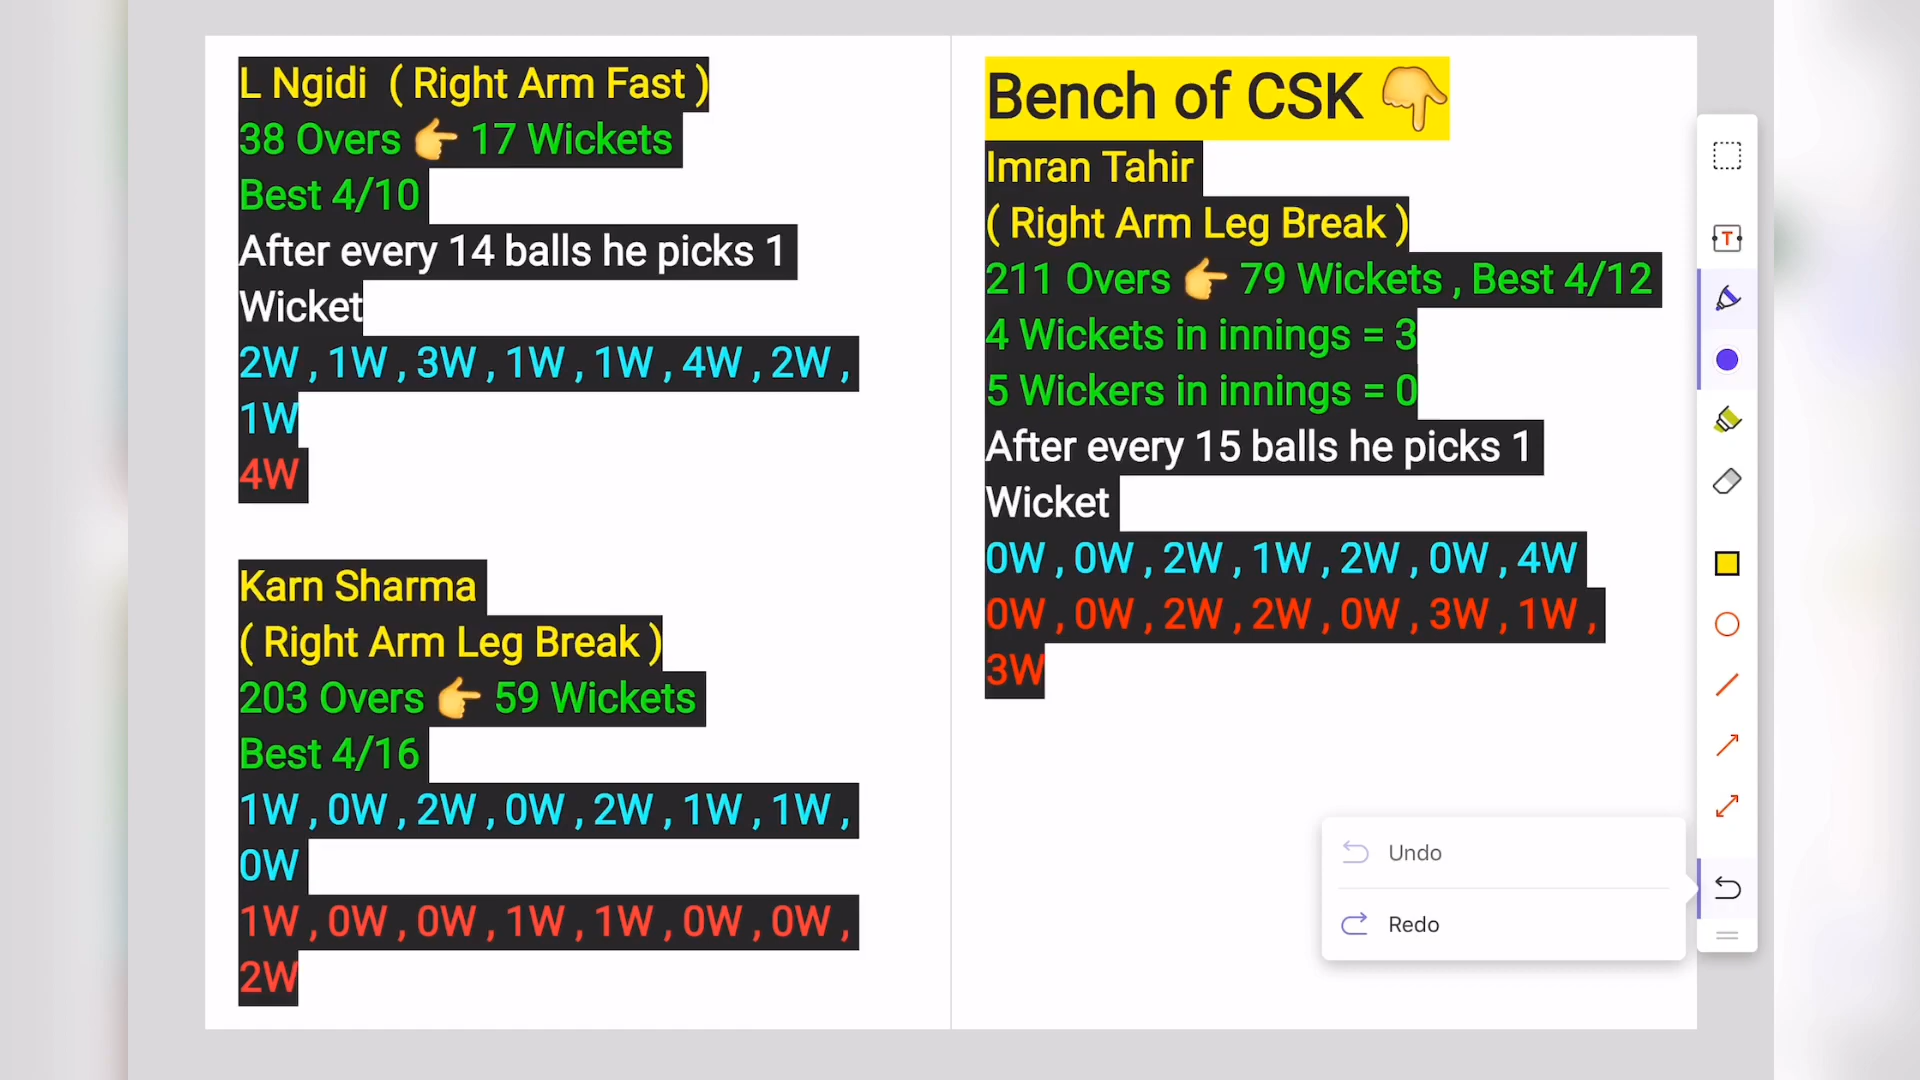 L Ngidi ( Right Arm Fast )
38 Overs 👉 17 Wickets
Best 4/10
After every 14 balls he picks 1
Wicket
2W , 1W , 3W , 1W , 1W , 4W , 2W ,
1W
4W
Karn Sharma
( Right Arm Leg Break )
203 Overs 👉 59 Wickets
Best 4/16
1W , 0W , 2W , 0W , 2W , 1W , 1W ,
0W
1W , 0W , 0W , 1W , 1W , 0W , 0W ,
2W
Bench of CSK 👇
Imran Tahir
( Right Arm Leg Break )
211 Overs 👉 79 Wickets , Best 4/12
4 Wickets in innings = 3
5 Wickers in innings = 0
After every 15 balls he picks 1
Wicket
0W , 0W , 2W , 1W , 2W , 0W , 4W
0W , 0W , 2W , 2W , 0W , 3W , 1W ,
3W
T
Undo
Redo